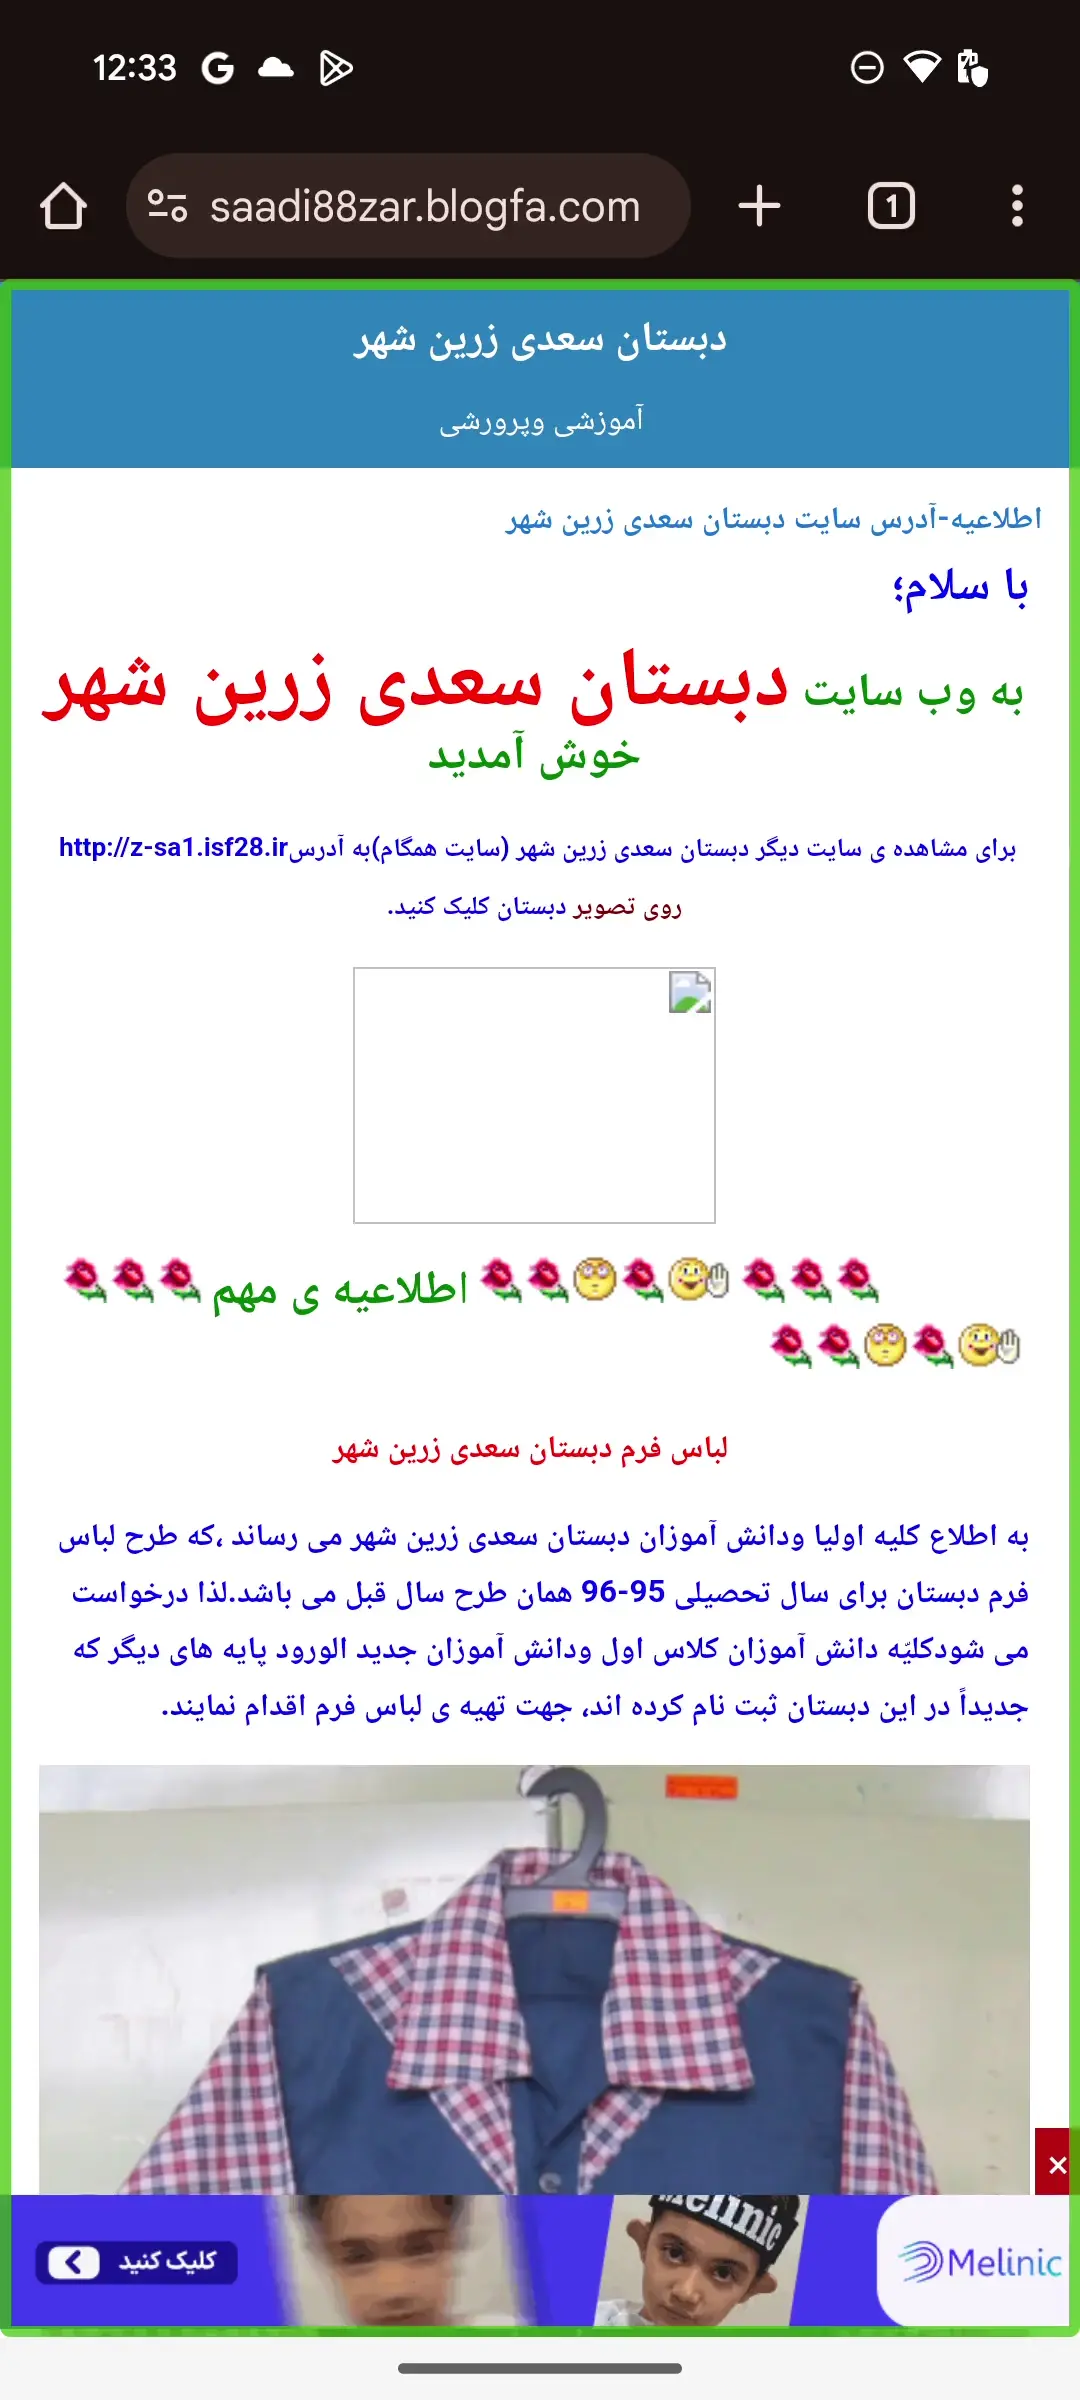 12:33
saadi88zar.blogfa.com
1
دبستان سعدی زرین شهر
آموزشی وپرورشی
اطلاعیه-آدرس سایت دبستان سعدی زرین شهر
با سلام؛
به وب سایت دبستان سعدی زرین شهر
خوش آمدید
برای مشاهده ی سایت دیگر دبستان سعدی زرین شهر (سایت همگام)به آدرسhttp://z-sa1.isf28.ir
روی تصویر دبستان کلیک کنید.
اطلاعیه ی مهم
لباس فرم دبستان سعدی زرین شهر
به اطلاع کلیه اولیا ودانش آموزان دبستان سعدی زرین شهر می رساند ،که طرح لباس
فرم دبستان برای سال تحصیلی 95-96 همان طرح سال قبل می باشد.لذا درخواست
می شودکلیّه دانش آموزان کلاس اول ودانش آموزان جدید الورود پایه های دیگر که
جدیداً در این دبستان ثبت نام کرده اند، جهت تهیه ی لباس فرم اقدام نمایند.
Melinic
Melinic
کلیک کنید